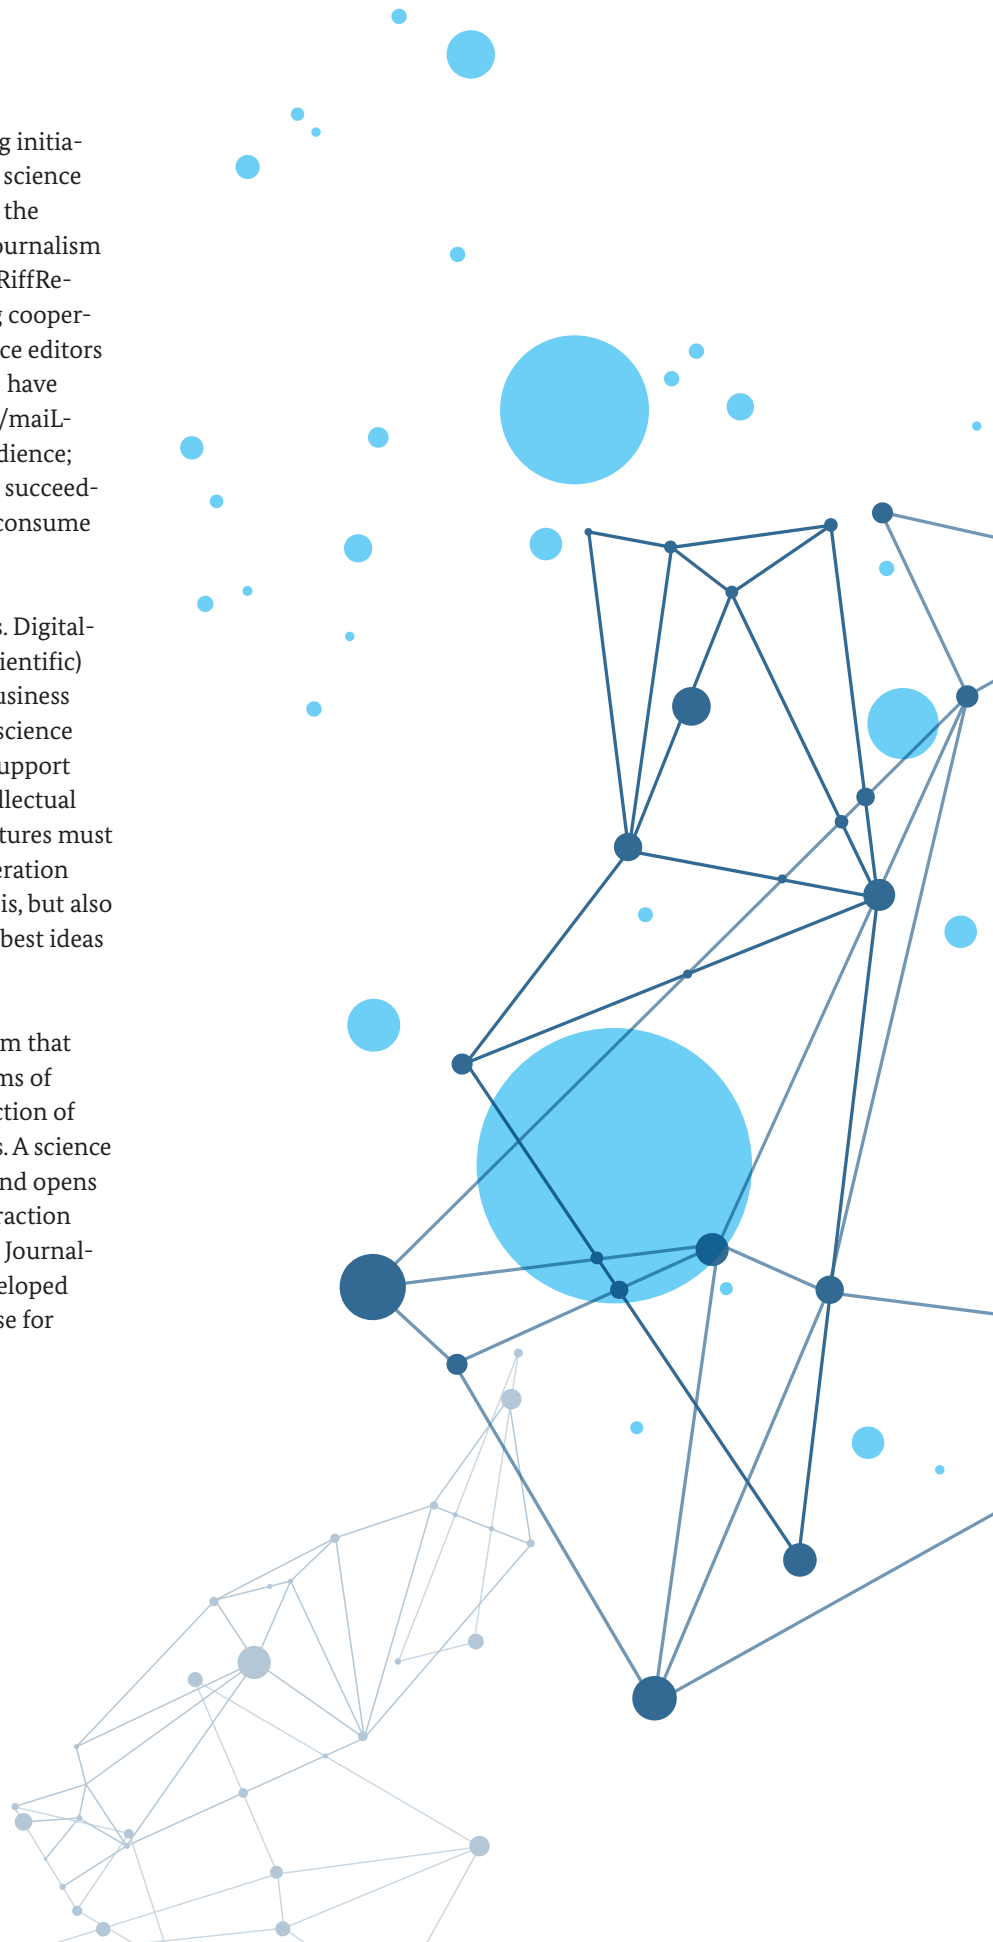 g initia-
science
the
ournalism
RiffRe-
g cooper-
ce editors
have
/maiL-
dience;
succeed-
consume
s. Digital-
ientific)
usiness
science
upport
llectual
tures must
eration
is, but also
best ideas
m that
ms of
ction of
s. A science
nd opens
raction
Journal-
eloped
se for